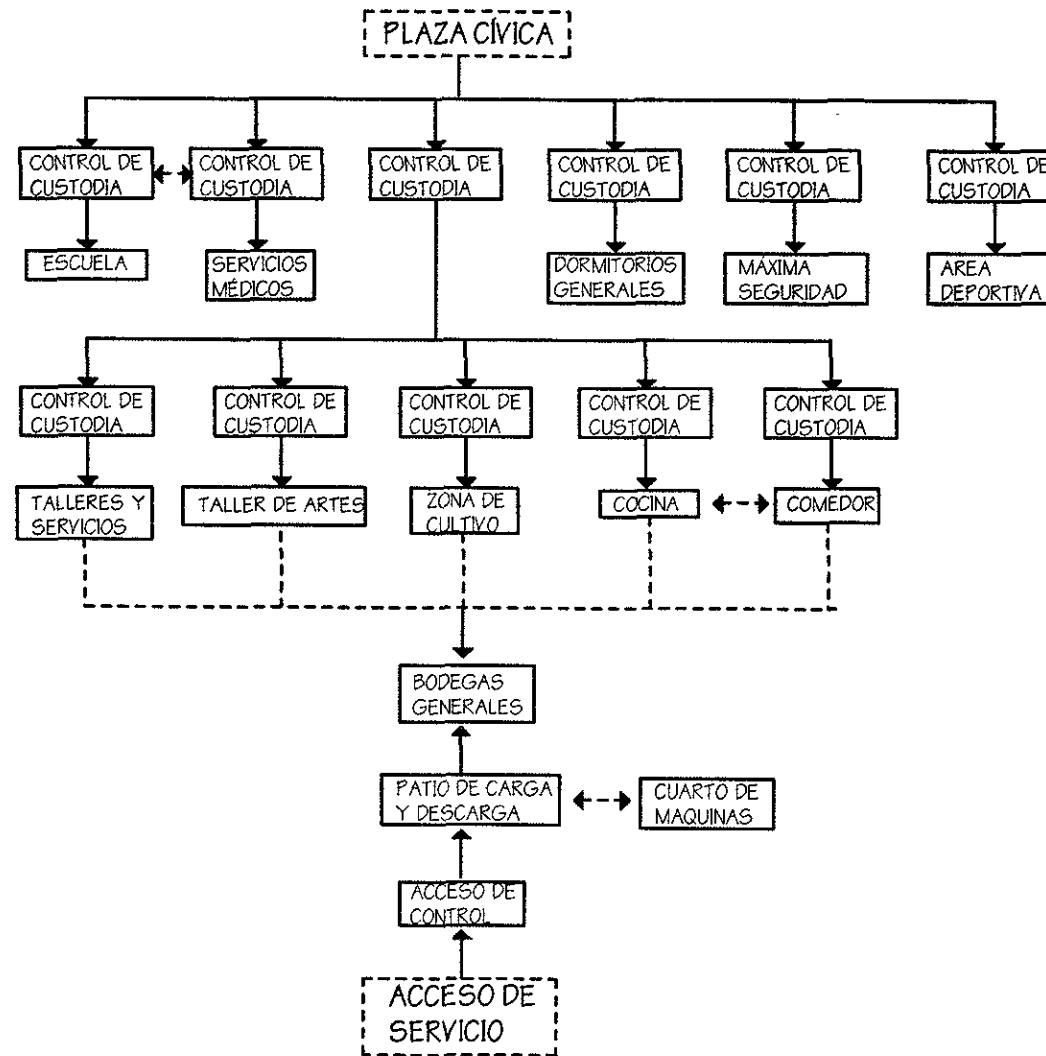 PLAZA CÍVICA
CONTROL DE
CUSTODIA
CONTROL DE
CUSTODIA
CONTROL DE
CUSTODIA
CONTROL DE
CUSTODIA
CONTROL DE
CUSTODIA
CONTROL DE
CUSTODIA
ESCUELA
SERVICIOS
MÉDICOS
DORMITORIOS
GENERALES
MÁXIMA
SEGURIDAD
AREA
DEPORTIVA
CONTROL DE
CUSTODIA
CONTROL DE
CUSTODIA
CONTROL DE
CUSTODIA
CONTROL DE
CUSTODIA
CONTROL DE
CUSTODIA
TALLERES Y
SERVICIOS
TALLER DE ARTES
ZONA DE
CULTIVO
COCINA
COMEDOR
BODEGAS
GENERALES
PATIO DE CARGA
Y DESCARGA
CUARTO DE
MAQUINAS
ACCESO DE
CONTROL
ACCESO DE
SERVICIO